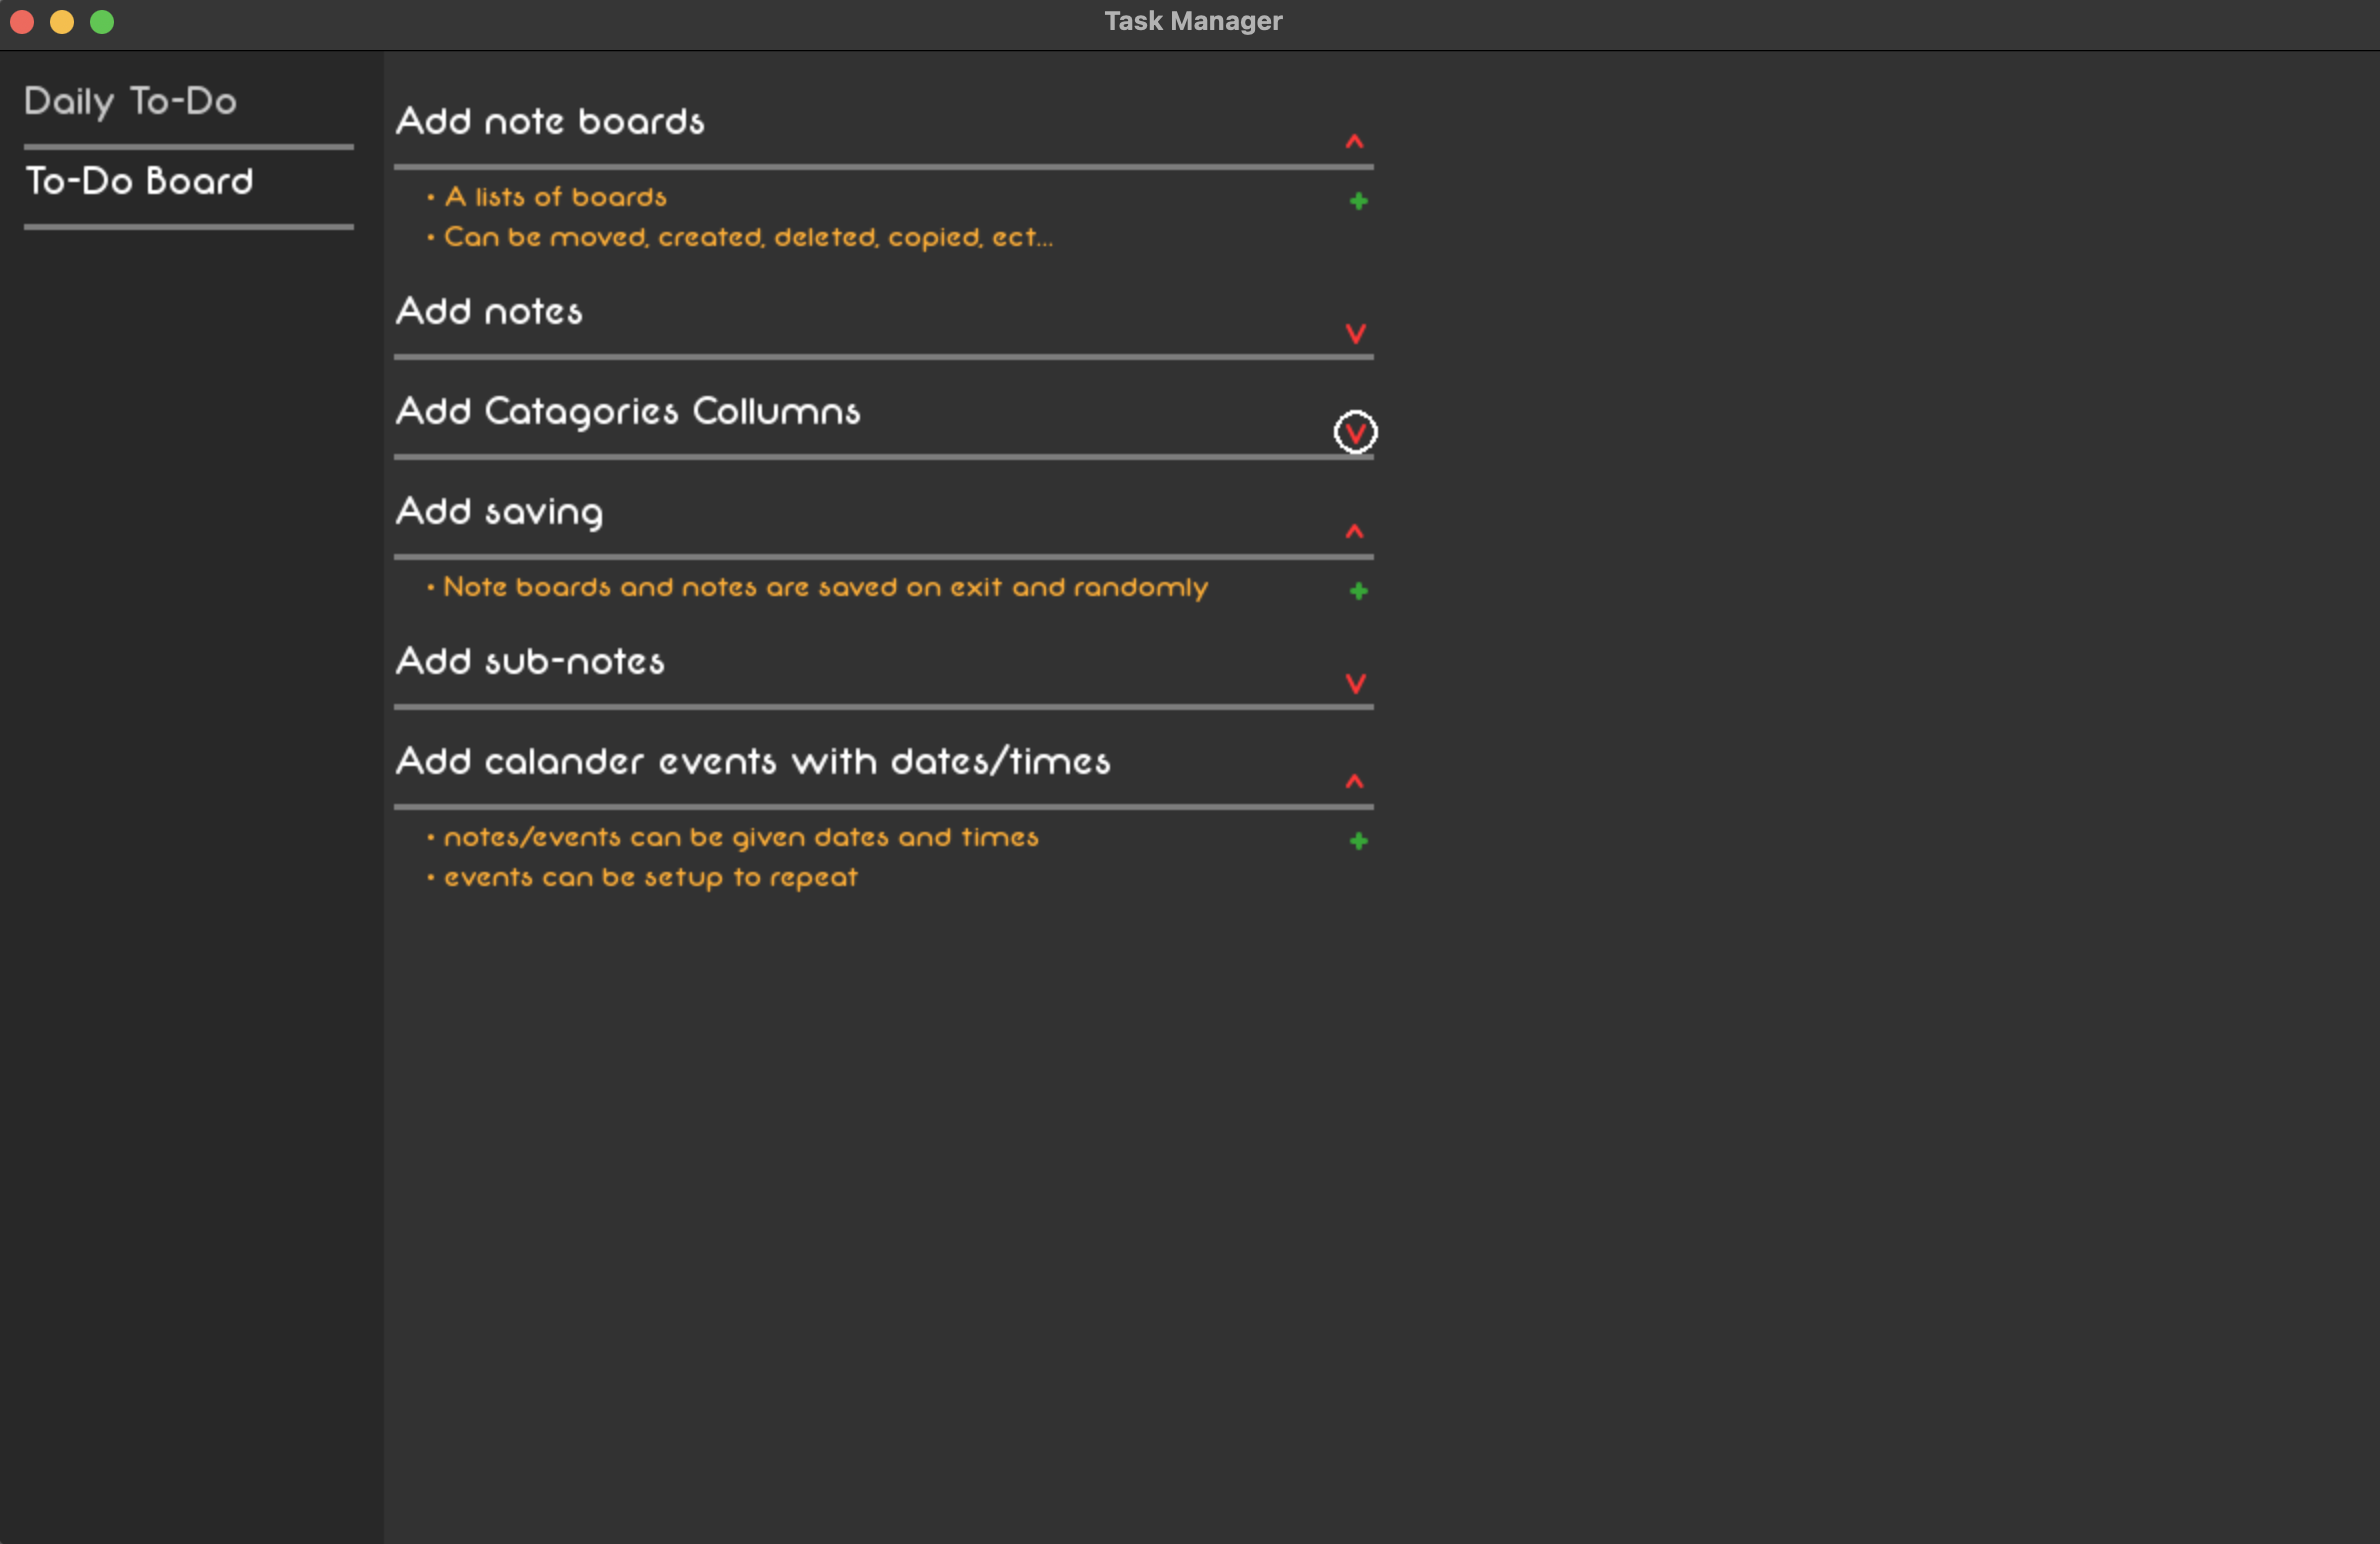 Task Manager
Daily To-Do
To-Do Board
Add note boards
• A lists of boards
• Can be moved, created, deleted, copied, ect...
Add notes
Add Catagories Collumns
Add saving
• Note boards and notes are saved on exit and randomly
Add sub-notes
Add calander events with dates/times
• notes/events can be given dates and times
• events can be setup to repeat